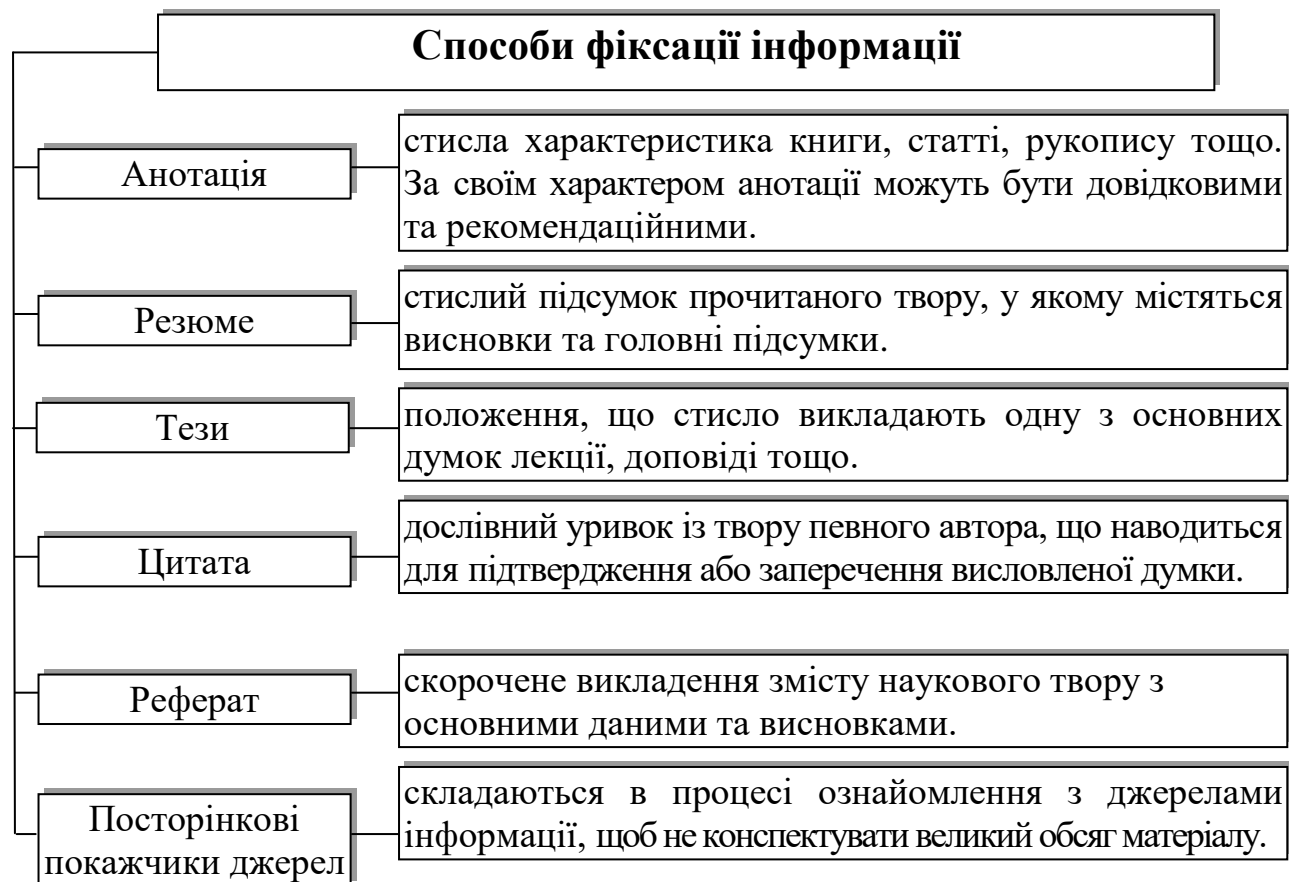 Способи фіксації інформації
Анотація
стисла характеристика книги, статті, рукопису тощо.
За своїм характером анотації можуть бути довідковими
та рекомендаційними.
Резюме
стислий підсумок прочитаного твору, у якому містяться
висновки та головні підсумки.
Тези
положення, що стисло викладають одну з основних
думок лекції, доповіді тощо.
Цитата
дослівний уривок із твору певного автора, що наводиться
для підтвердження або заперечення висловленої думки.
Реферат
скорочене викладення змісту наукового твору з
основними даними та висновками.
Посторінкові
покажчики джерел
складаються в процесі ознайомлення з джерелами
інформації, щоб не конспектувати великий обсяг матеріалу.